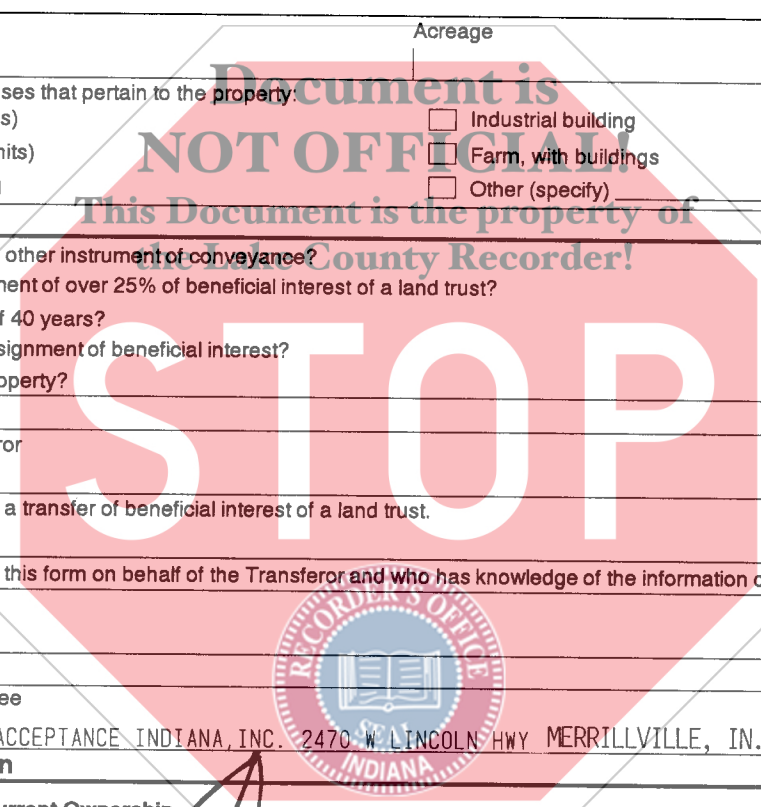 Acreage
Document is
ses that pertain to the property:
s)
Industrial building
NOT OFFICIAL!
nits)
Farm, with buildings
Other (specify)
This Document is the property of
other instrument of conveyance?
the Lake County Recorder!
nent of over 25% of beneficial interest of a land trust?
f 40 years?
signment of beneficial interest?
operty?
STOP
ror
a transfer of beneficial interest of a land trust.
this form on behalf of the Transferor and who has knowledge of the information
RECORDER'S OFFICE
SEAL
INDIANA
ee
ACCEPTANCE INDIANA, INC. 2470 W LINCOLN HWY MERRILLVILLE, IN.
n
urrent Ownership